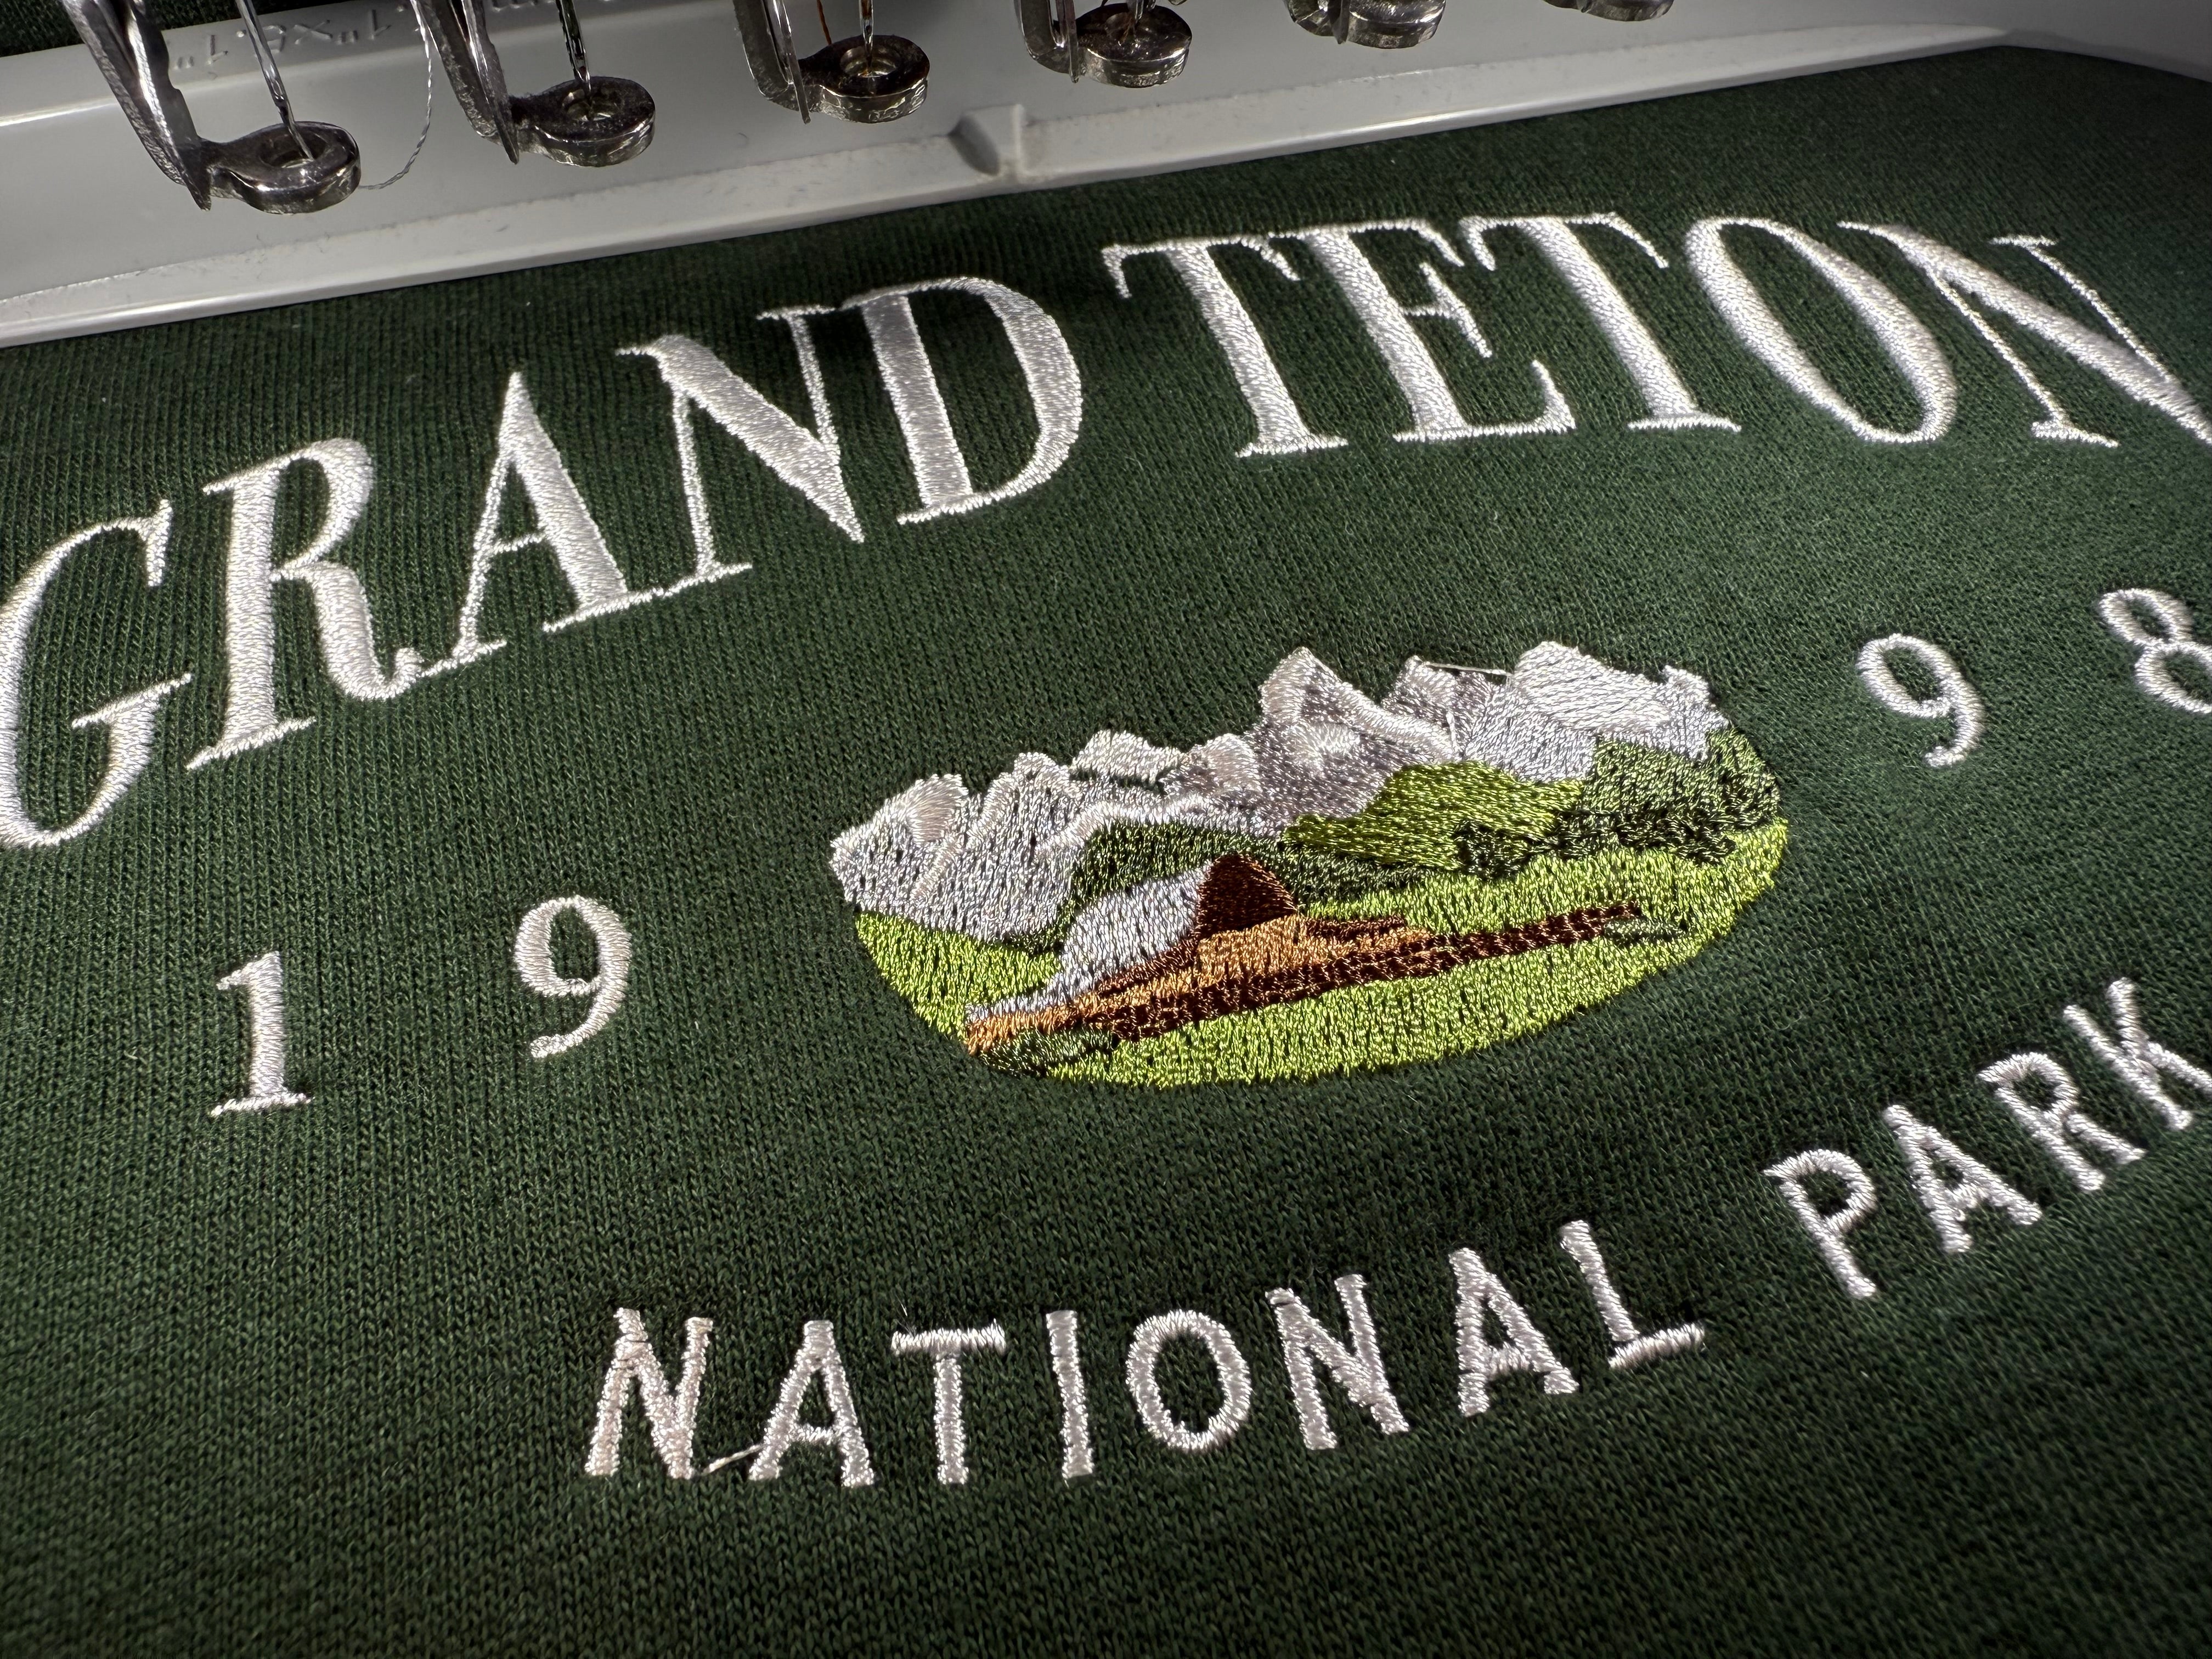 GRAND TETON
1 9 9 8
NATIONAL PARK